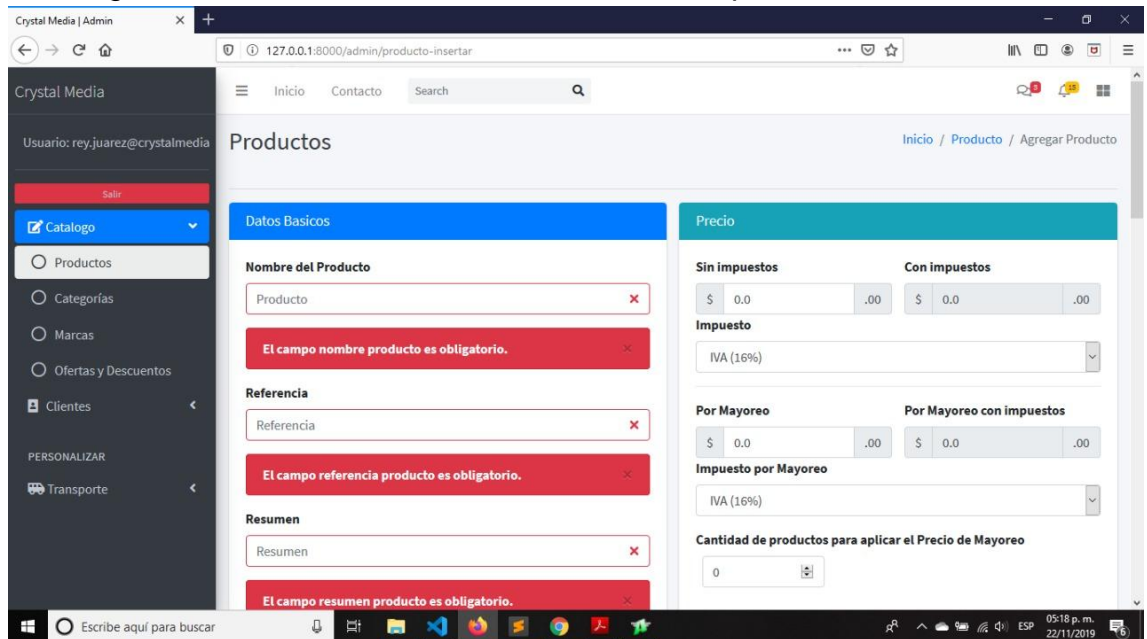 Crystal Media | Admin
127.0.0.1:8000/admin/producto-insertar
Crystal Media
Inicio Contacto Search
Usuario: rey.juarez@crystalmedia
Productos
Inicio / Producto / Agregar Producto
Salir
Catalogo
Productos
Categorías
Marcas
Ofertas y Descuentos
Clientes
PERSONALIZAR
Transporte
Datos Basicos
Nombre del Producto
Producto
El campo nombre producto es obligatorio.
Referencia
Referencia
El campo referencia producto es obligatorio.
Resumen
Resumen
El campo resumen producto es obligatorio.
Precio
Sin impuestos Con impuestos
$ 0.0 .00 $ 0.0 .00
Impuesto
IVA (16%)
Por Mayoreo Por Mayoreo con impuestos
$ 0.0 .00 $ 0.0 .00
Impuesto por Mayoreo
IVA (16%)
Cantidad de productos para aplicar el Precio de Mayoreo
0
Escribe aquí para buscar
ESP
05:18 p. m.
22/11/2019